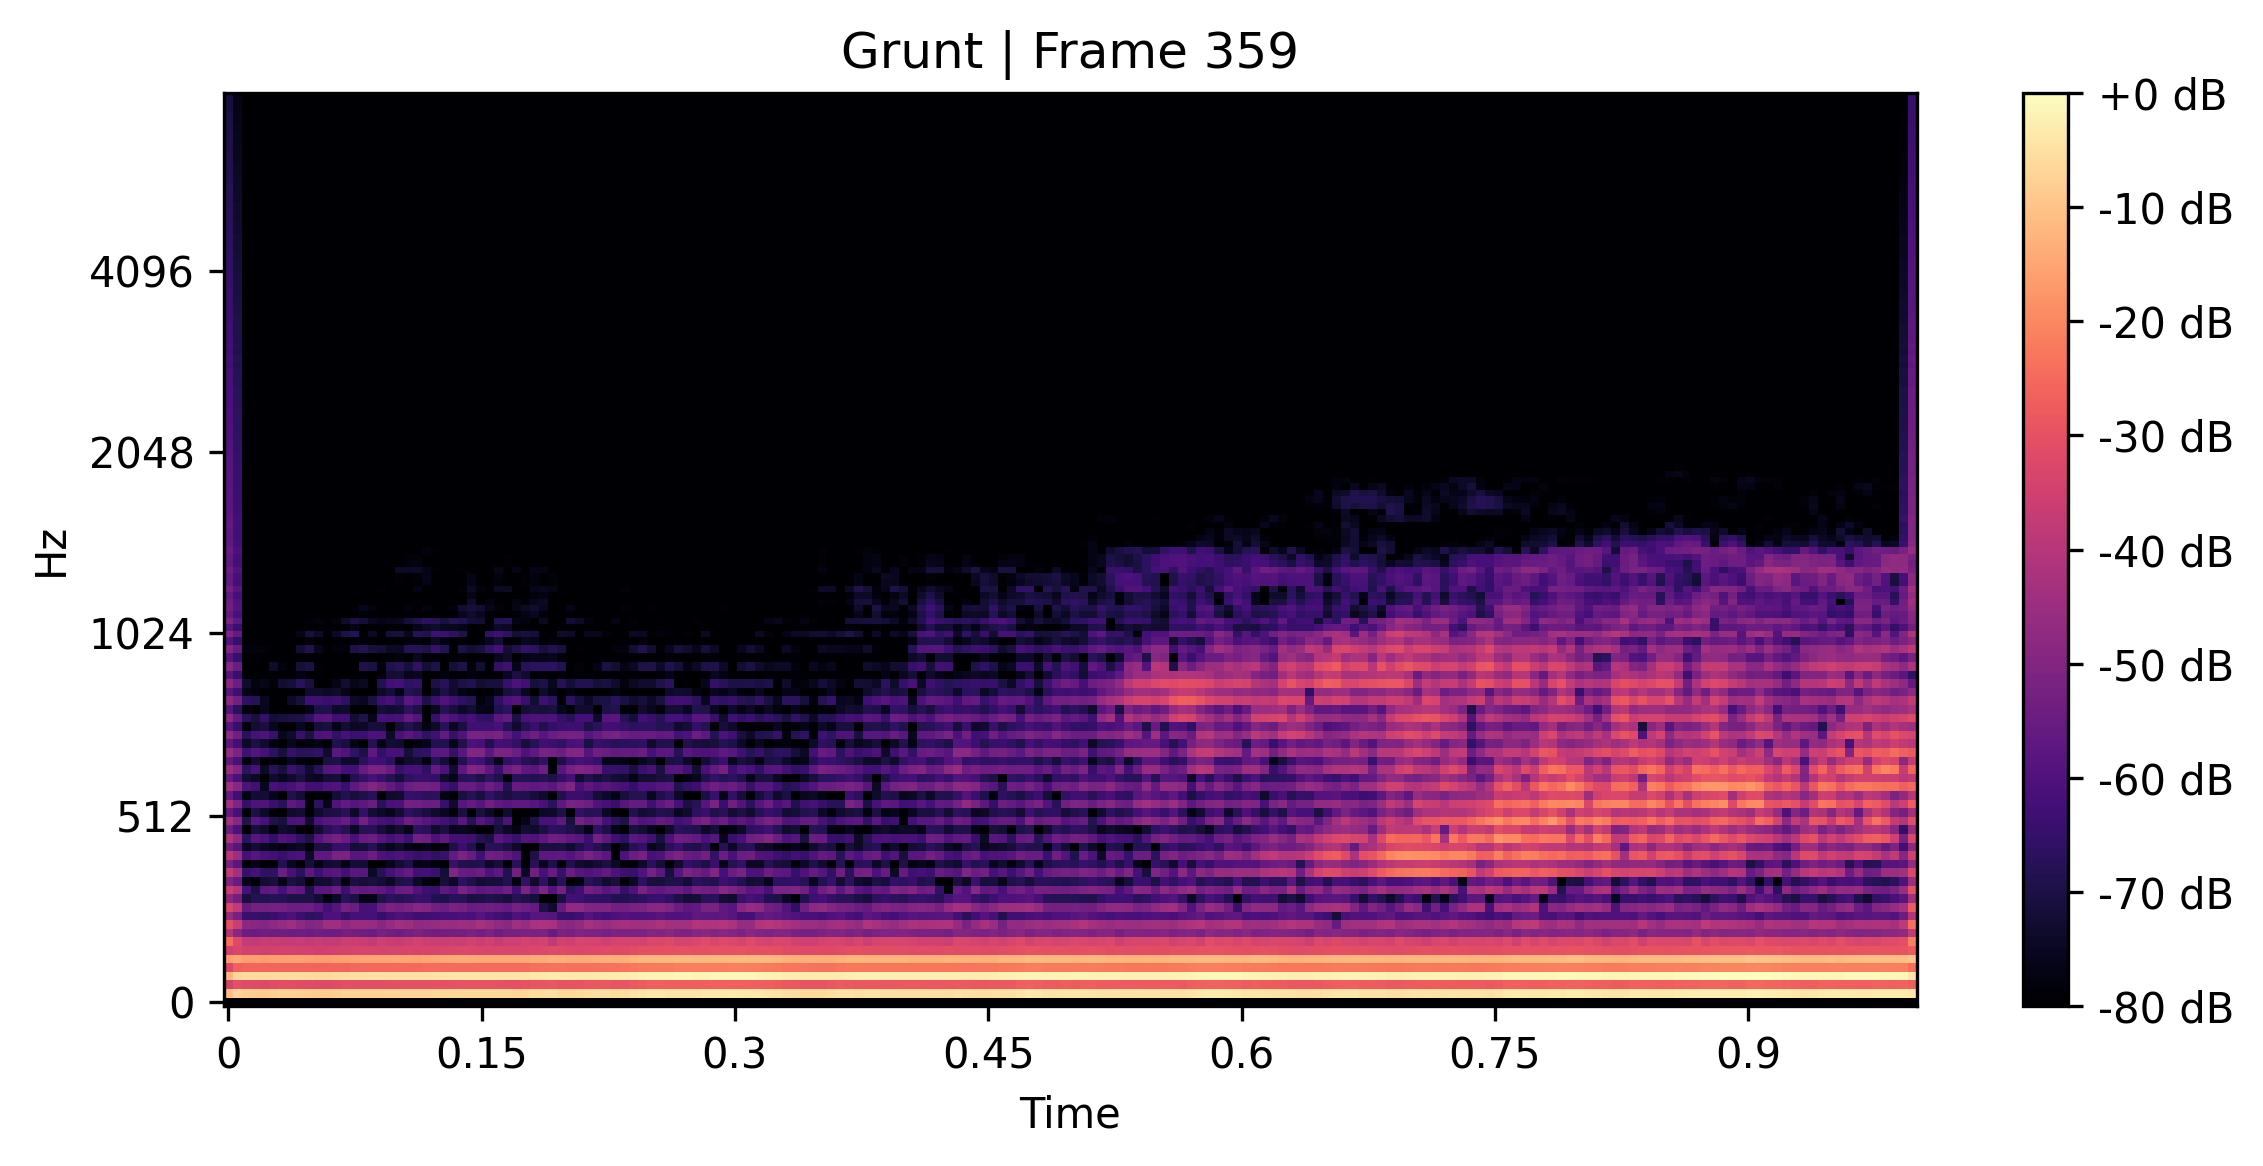 Grunt | Frame 359
+0 dB
-10 dB
-20 dB
-30 dB
-40 dB
-50 dB
-60 dB
-70 dB
-80 dB
4096
2048
1024
512
0
Hz
0 0.15 0.3 0.45 0.6 0.75 0.9
Time